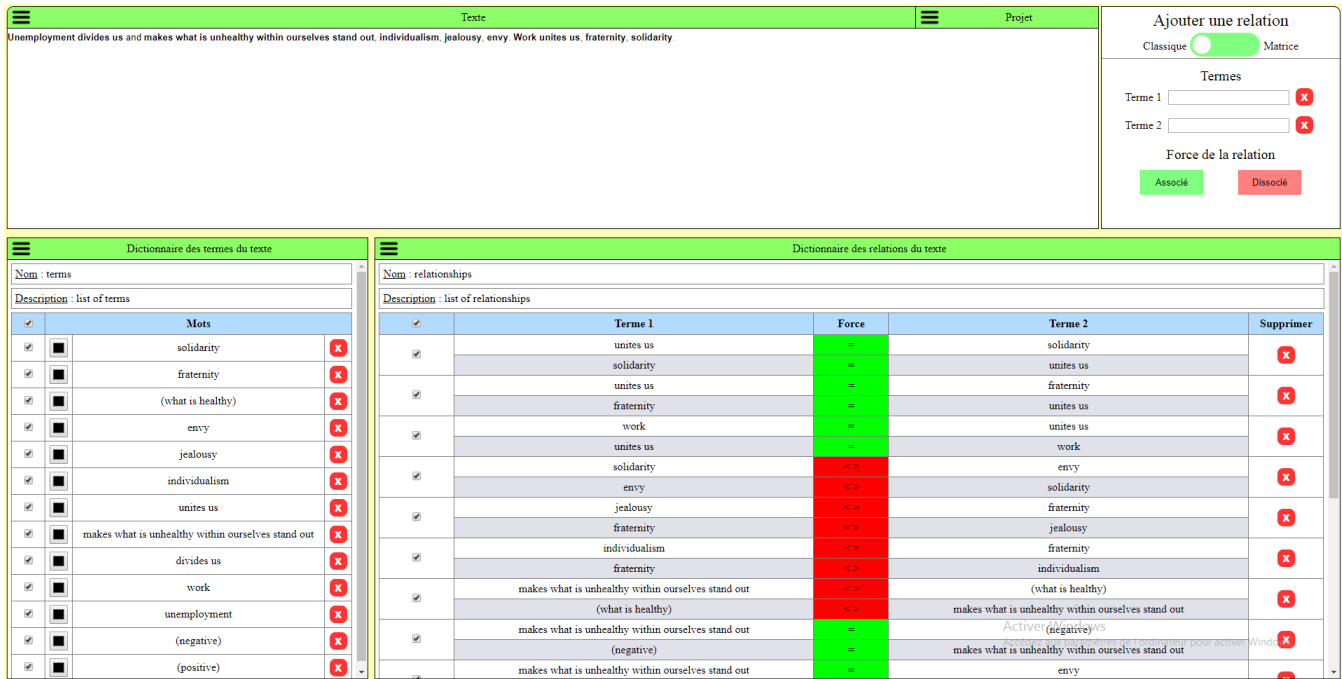 Texte
Projet
Unemployment divides us and makes what is unhealthy within ourselves stand out, individualism, jealousy, envy. Work unites us, fraternity, solidarity.
Ajouter une relation
Classique Matrice
Termes
Terme 1 x
Terme 2 x
Force de la relation
Associé Dissocié
Dictionnaire des termes du texte
Nom : terms
Description : list of terms
Mots
solidarity x
fraternity x
(what is healthy) x
envy x
jealousy x
individualism x
unites us x
makes what is unhealthy within ourselves stand out x
divides us x
work x
unemployment x
(negative) x
(positive) x
Dictionnaire des relations du texte
Nom : relationships
Description : list of relationships
Terme 1 Force Terme 2 Supprimer
unites us = solidarity
x
solidarity = unites us
unites us = fraternity
x
fraternity = unites us
work = unites us
x
unites us = work
solidarity <> envy
x
envy <> solidarity
jealousy <> fraternity
x
fraternity <> jealousy
individualism <> fraternity
x
fraternity <> individualism
makes what is unhealthy within ourselves stand out <> (what is healthy)
x
(what is healthy) <> makes what is unhealthy within ourselves stand out
makes what is unhealthy within ourselves stand out = (negative)
x
(negative) = makes what is unhealthy within ourselves stand out
makes what is unhealthy within ourselves stand out = envy
Activer Windows
Accédez aux paramètres de l'ordinateur pour activer